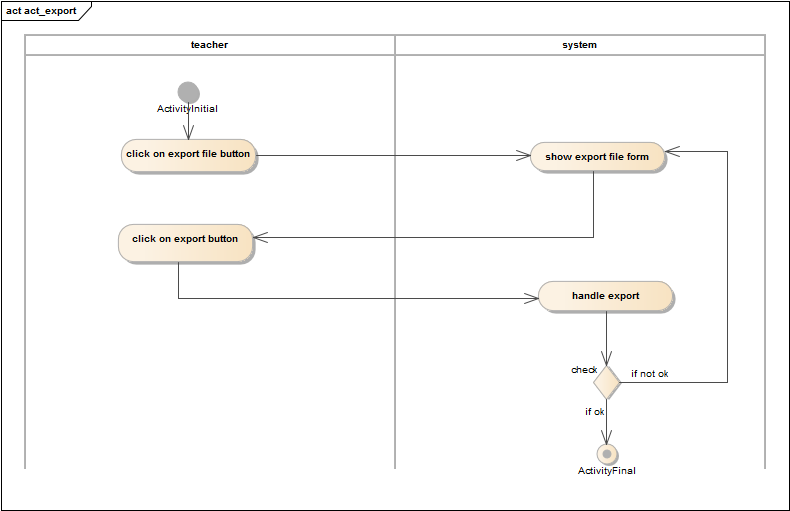 act act_export
teacher
system
ActivityInitial
click on export file button
show export file form
click on export button
handle export
check
if not ok
if ok
ActivityFinal